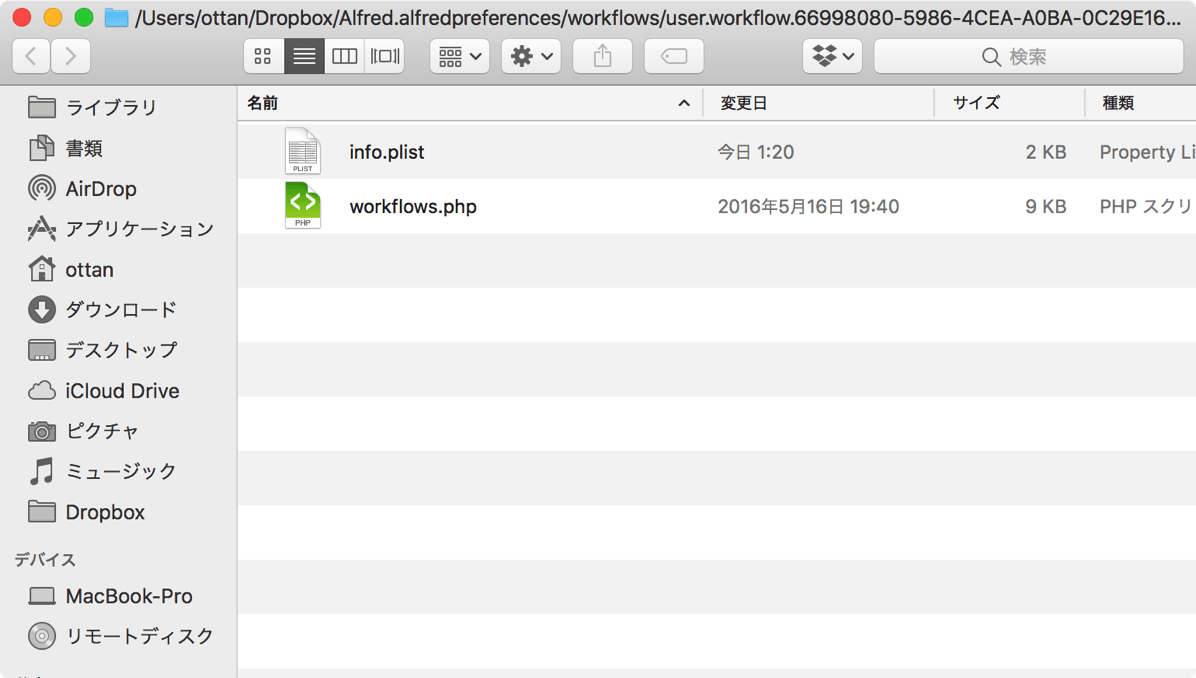 /Users/ottan/Dropbox/Alfred.alfredpreferences/workflows/user.workflow.66998080-5986-4CEA-A0BA-0C29E16...
検索
ライブラリ
書類
AirDrop
アプリケーション
ottan
ダウンロード
デスクトップ
iCloud Drive
ピクチャ
ミュージック
Dropbox
デバイス
MacBook-Pro
リモートディスク
名前 変更日 サイズ 種類
PLIST
info.plist 今日 1:20 2 KB Property Li
PHP
workflows.php 2016年5月16日 19:40 9 KB PHP スクリ